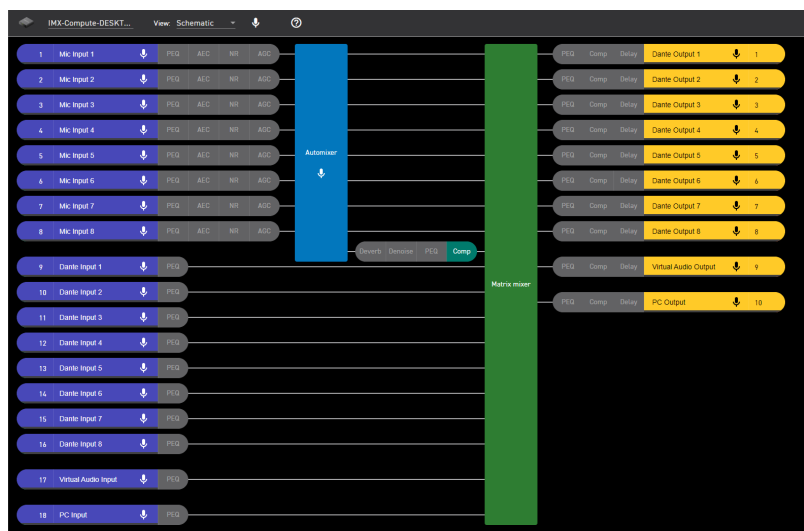 IMX-Compute-DESKT... View: Schematic
1 Mic Input 1 PEQ AEC NR AGC PEQ Comp Delay Dante Output 1 1
2 Mic Input 2 PEQ AEC NR AGC PEQ Comp Delay Dante Output 2 2
3 Mic Input 3 PEQ AEC NR AGC PEQ Comp Delay Dante Output 3 3
4 Mic Input 4 PEQ AEC NR AGC PEQ Comp Delay Dante Output 4 4
5 Mic Input 5 PEQ AEC NR AGC Automixer PEQ Comp Delay Dante Output 5 5
6 Mic Input 6 PEQ AEC NR AGC PEQ Comp Delay Dante Output 6 6
7 Mic Input 7 PEQ AEC NR AGC PEQ Comp Delay Dante Output 7 7
8 Mic Input 8 PEQ AEC NR AGC PEQ Comp Delay Dante Output 8 8
Deverb Denoise PEQ Comp
9 Dante Input 1 PEQ PEQ Comp Delay Virtual Audio Output 9
Matrix mixer
10 Dante Input 2 PEQ PEQ Comp Delay PC Output 10
11 Dante Input 3 PEQ
12 Dante Input 4 PEQ
13 Dante Input 5 PEQ
14 Dante Input 6 PEQ
15 Dante Input 7 PEQ
16 Dante Input 8 PEQ
17 Virtual Audio Input PEQ
18 PC Input PEQ